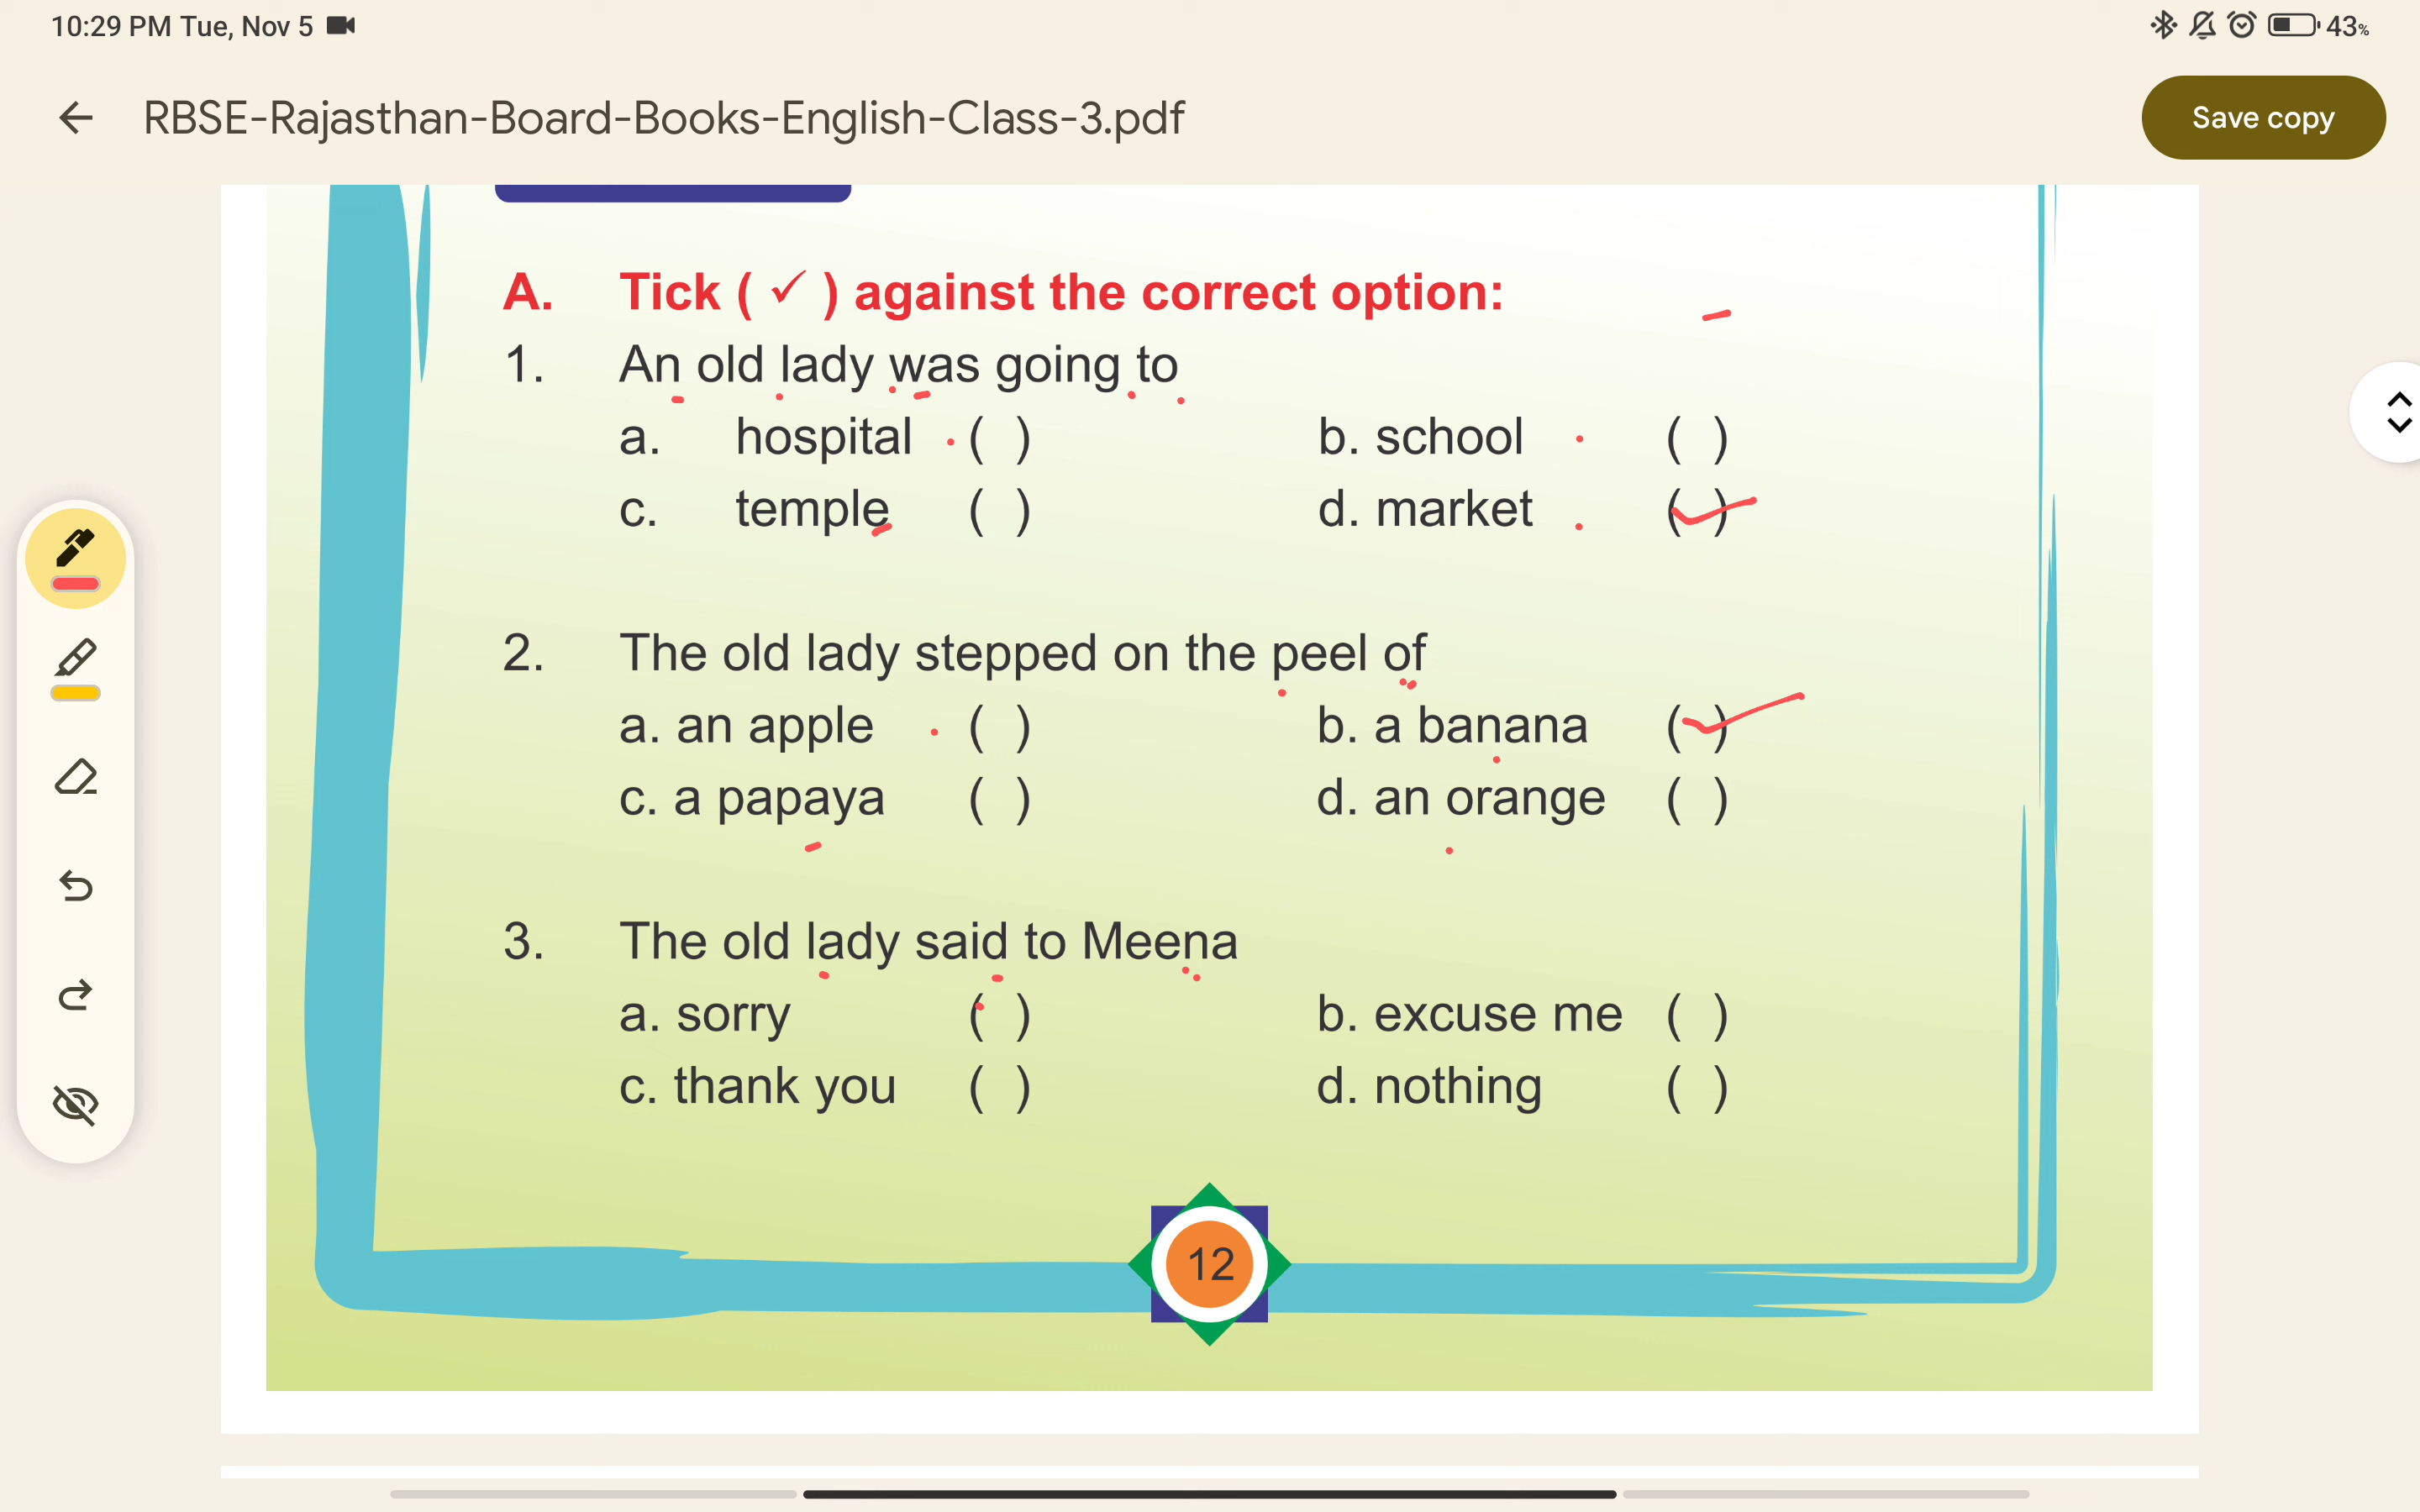 10:29 PM Tue, Nov 5
43%
RBSE-Rajasthan-Board-Books-English-Class-3.pdf
Save copy
A. Tick ( ✓ ) against the correct option:
1. An old lady was going to
a. hospital ( ) b. school ( )
c. temple ( ) d. market ( ✓ )
2. The old lady stepped on the peel of
a. an apple ( ) b. a banana ( ✓ )
c. a papaya ( ) d. an orange ( )
3. The old lady said to Meena
a. sorry ( ) b. excuse me ( )
c. thank you ( ) d. nothing ( )
12